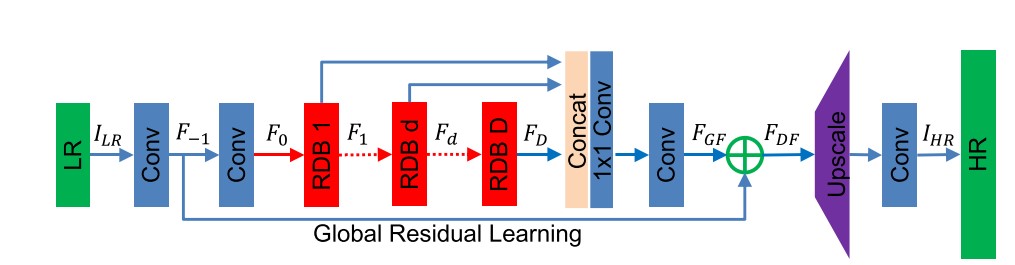 LR
I_{LR}
Conv
F_{-1}
Conv
F_0
RDB 1
F_1
RDB d
F_d
RDB D
F_D
Concat
1x1 Conv
Conv
F_{GF}
F_{DF}
Upscale
Conv
I_{HR}
HR
Global Residual Learning